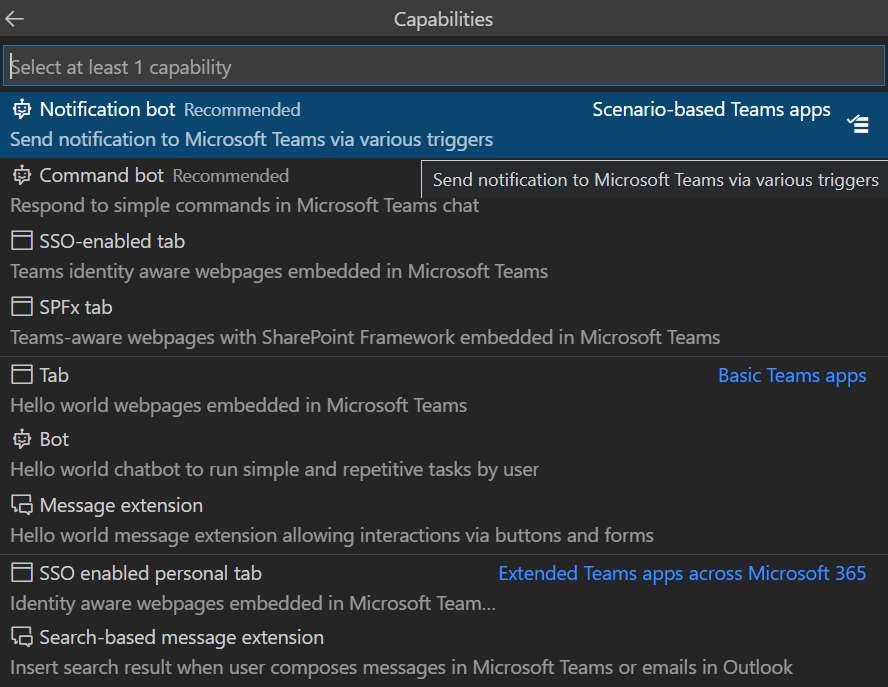 Capabilities
Select at least 1 capability
Notification bot Recommended Scenario-based Teams apps
Send notification to Microsoft Teams via various triggers
Command bot Recommended
Send notification to Microsoft Teams via various triggers
Respond to simple commands in Microsoft Teams chat
SSO-enabled tab
Teams identity aware webpages embedded in Microsoft Teams
SPFx tab
Teams-aware webpages with SharePoint Framework embedded in Microsoft Teams
Tab Basic Teams apps
Hello world webpages embedded in Microsoft Teams
Bot
Hello world chatbot to run simple and repetitive tasks by user
Message extension
Hello world message extension allowing interactions via buttons and forms
SSO enabled personal tab Extended Teams apps across Microsoft 365
Identity aware webpages embedded in Microsoft Team...
Search-based message extension
Insert search result when user composes messages in Microsoft Teams or emails in Outlook